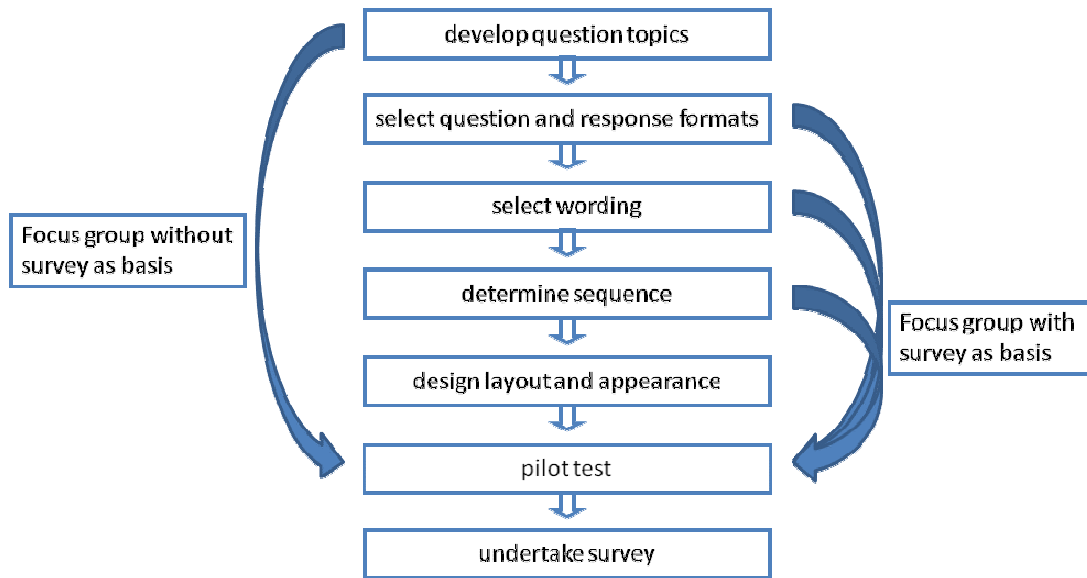 develop question topics
select question and response formats
select wording
Focus group without
survey as basis
determine sequence
Focus group with
survey as basis
design layout and appearance
pilot test
undertake survey